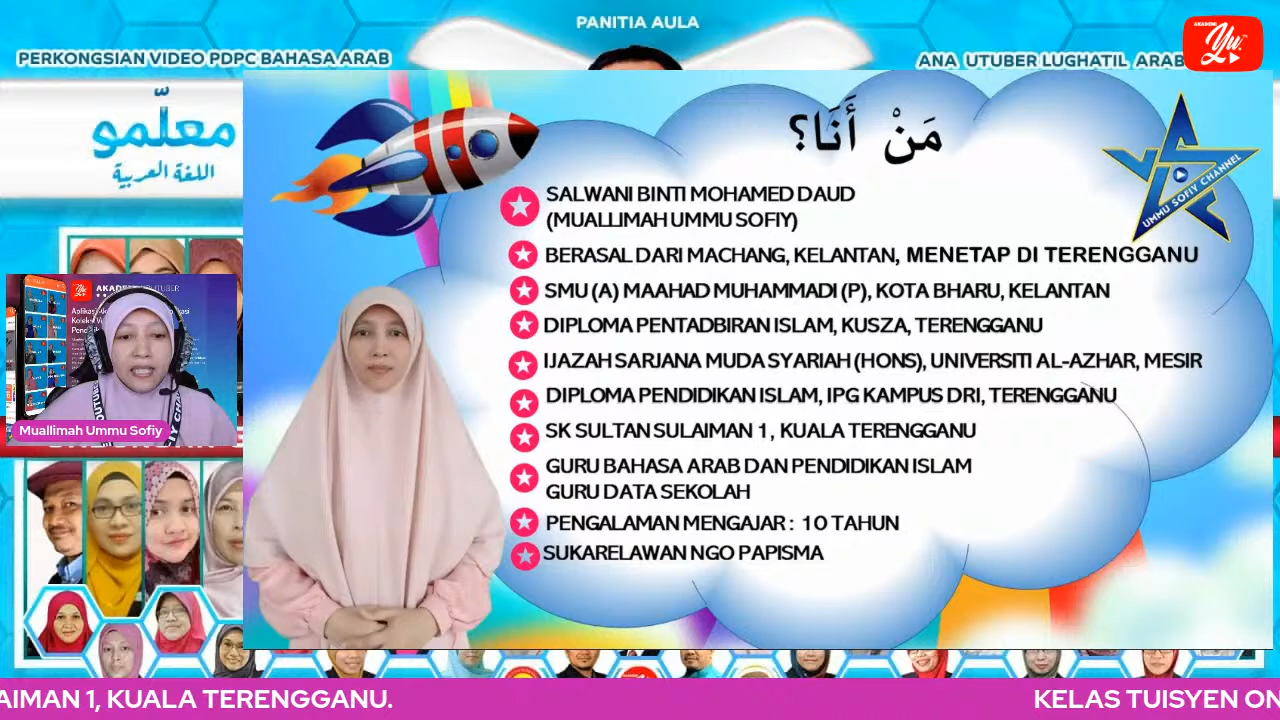 PANITIA AULA
PERKONGSIAN VIDEO PDPC BAHASA ARAB
ANA UTUBER LUGHATIL ARAB
AKADEMI
Yu.
معلّمو
اللغة العربية
مَنْ أَنَا؟
UMMU SOFIY CHANNEL
SALWANI BINTI MOHAMED DAUD
(MUALLIMAH UMMU SOFIY)
BERASAL DARI MACHANG, KELANTAN, MENETAP DI TERENGGANU
SMU (A) MAAHAD MUHAMMADI (P), KOTA BHARU, KELANTAN
DIPLOMA PENTADBIRAN ISLAM, KUSZA, TERENGGANU
IJAZAH SARJANA MUDA SYARIAH (HONS), UNIVERSITI AL-AZHAR, MESIR
DIPLOMA PENDIDIKAN ISLAM, IPG KAMPUS DRI, TERENGGANU
SK SULTAN SULAIMAN 1, KUALA TERENGGANU
GURU BAHASA ARAB DAN PENDIDIKAN ISLAM
GURU DATA SEKOLAH
PENGALAMAN MENGAJAR : 10 TAHUN
SUKARELAWAN NGO PAPISMA
Muallimah Ummu Sofiy
AIMAN 1, KUALA TERENGGANU.
KELAS TUISYEN ON